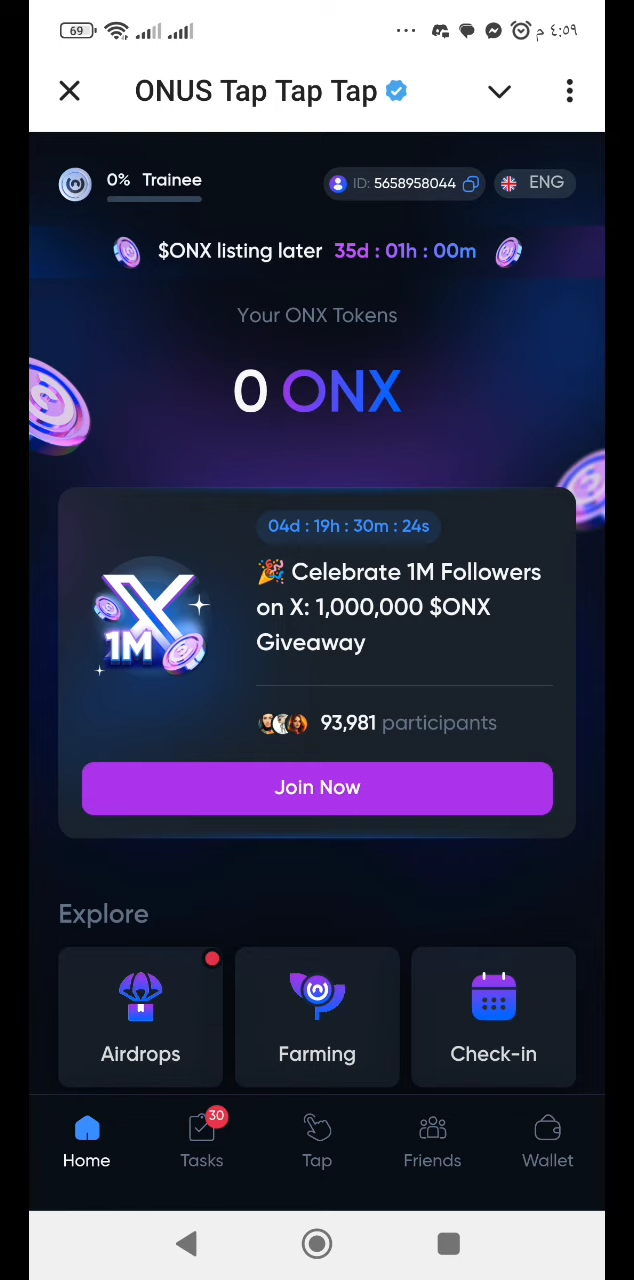 69
م ٤:٥٩
ONUS Tap Tap Tap
0% Trainee
ID: 5658958044
ENG
$ONX listing later 35d : 01h : 00m
Your ONX Tokens
0 ONX
04d : 19h : 30m : 24s
🎉 Celebrate 1M Followers
on X: 1,000,000 $ONX
Giveaway
X
1M
93,981 participants
Join Now
Explore
Airdrops
Farming
Check-in
30
Home
Tasks
Tap
Friends
Wallet